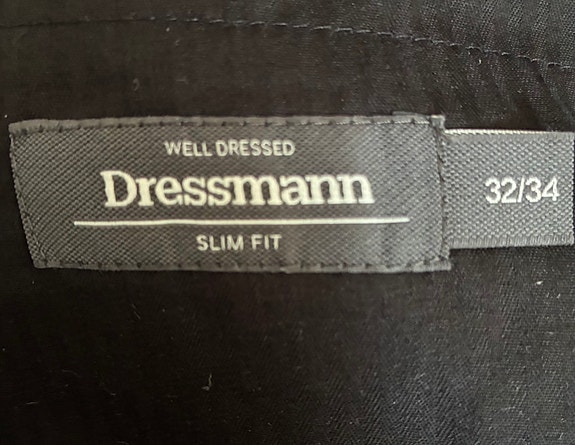 WELL DRESSED
Dressmann
SLIM FIT
32/34